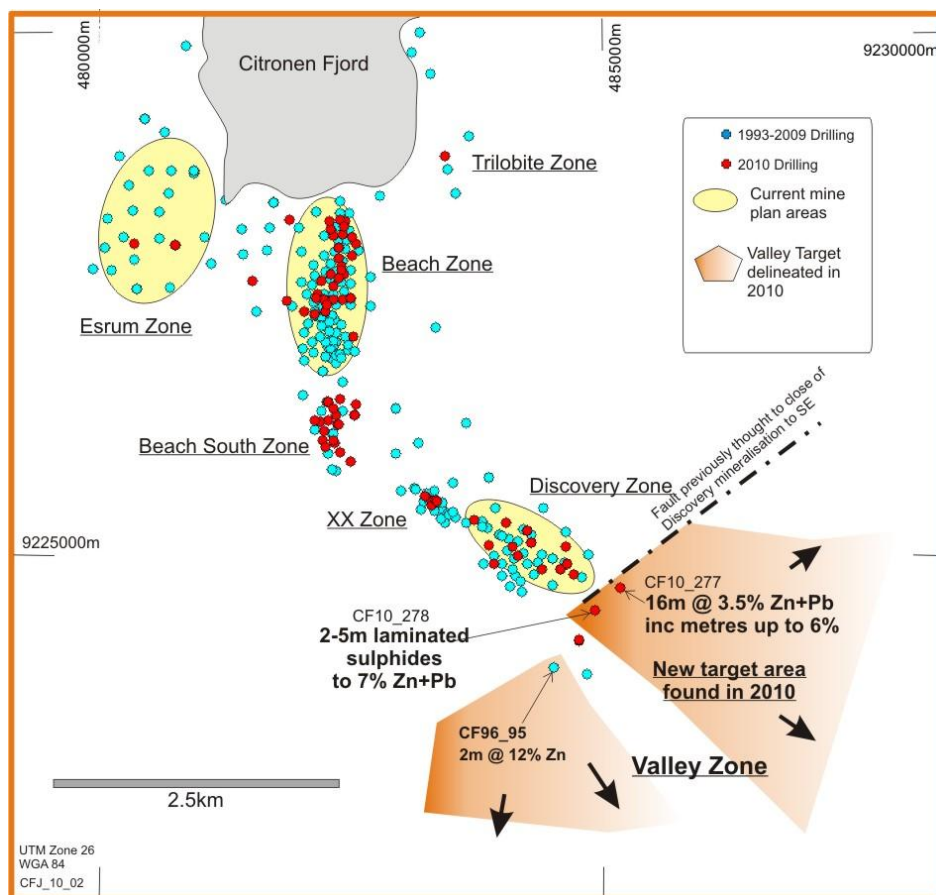 480000m
485000m
9230000m
Citronen Fjord
1993-2009 Drilling
2010 Drilling
Current mine
plan areas
Valley Target
delineated in
2010
Trilobite Zone
Beach Zone
Esrum Zone
Beach South Zone
Discovery Zone
XX Zone
Fault previously thought to close of
Discovery mineralisation to SE
9225000m
CF10_277
16m @ 3.5% Zn+Pb
inc metres up to 6%
CF10_278
2-5m laminated
sulphides
to 7% Zn+Pb
New target area
found in 2010
CF96_95
2m @ 12% Zn
Valley Zone
2.5km
UTM Zone 26
WGA 84
CFJ_10_02